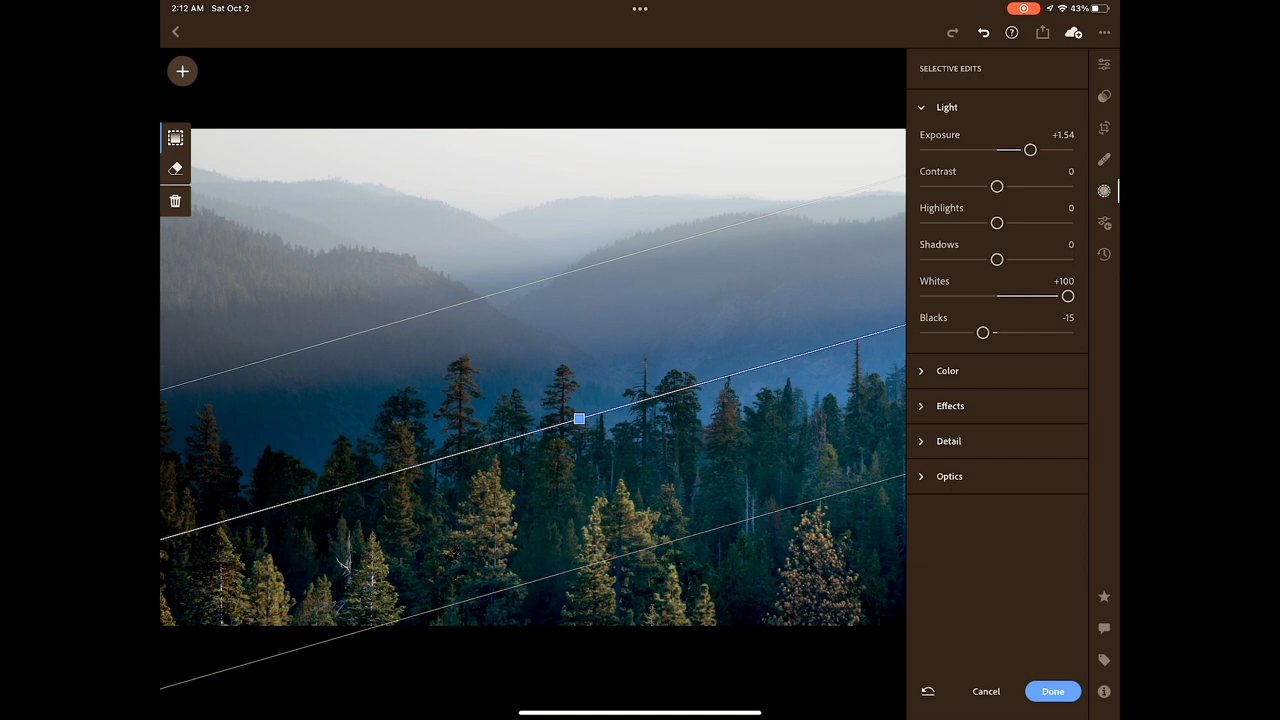 2:12 AM Sat Oct 2
43%
SELECTIVE EDITS
Light
Exposure +1.54
Contrast 0
Highlights 0
Shadows 0
Whites +100
Blacks -15
Color
Effects
Detail
Optics
Cancel Done